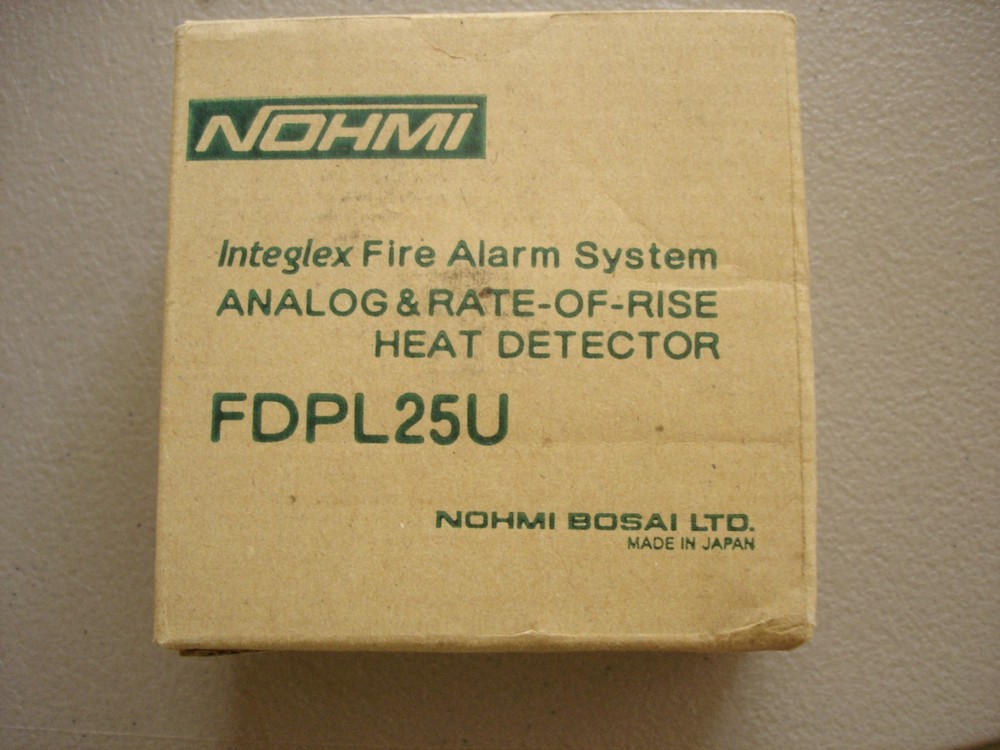 NOHMI
Integlex Fire Alarm System
ANALOG & RATE-OF-RISE
HEAT DETECTOR
FDPL25U
NOHMI BOSAI LTD.
MADE IN JAPAN